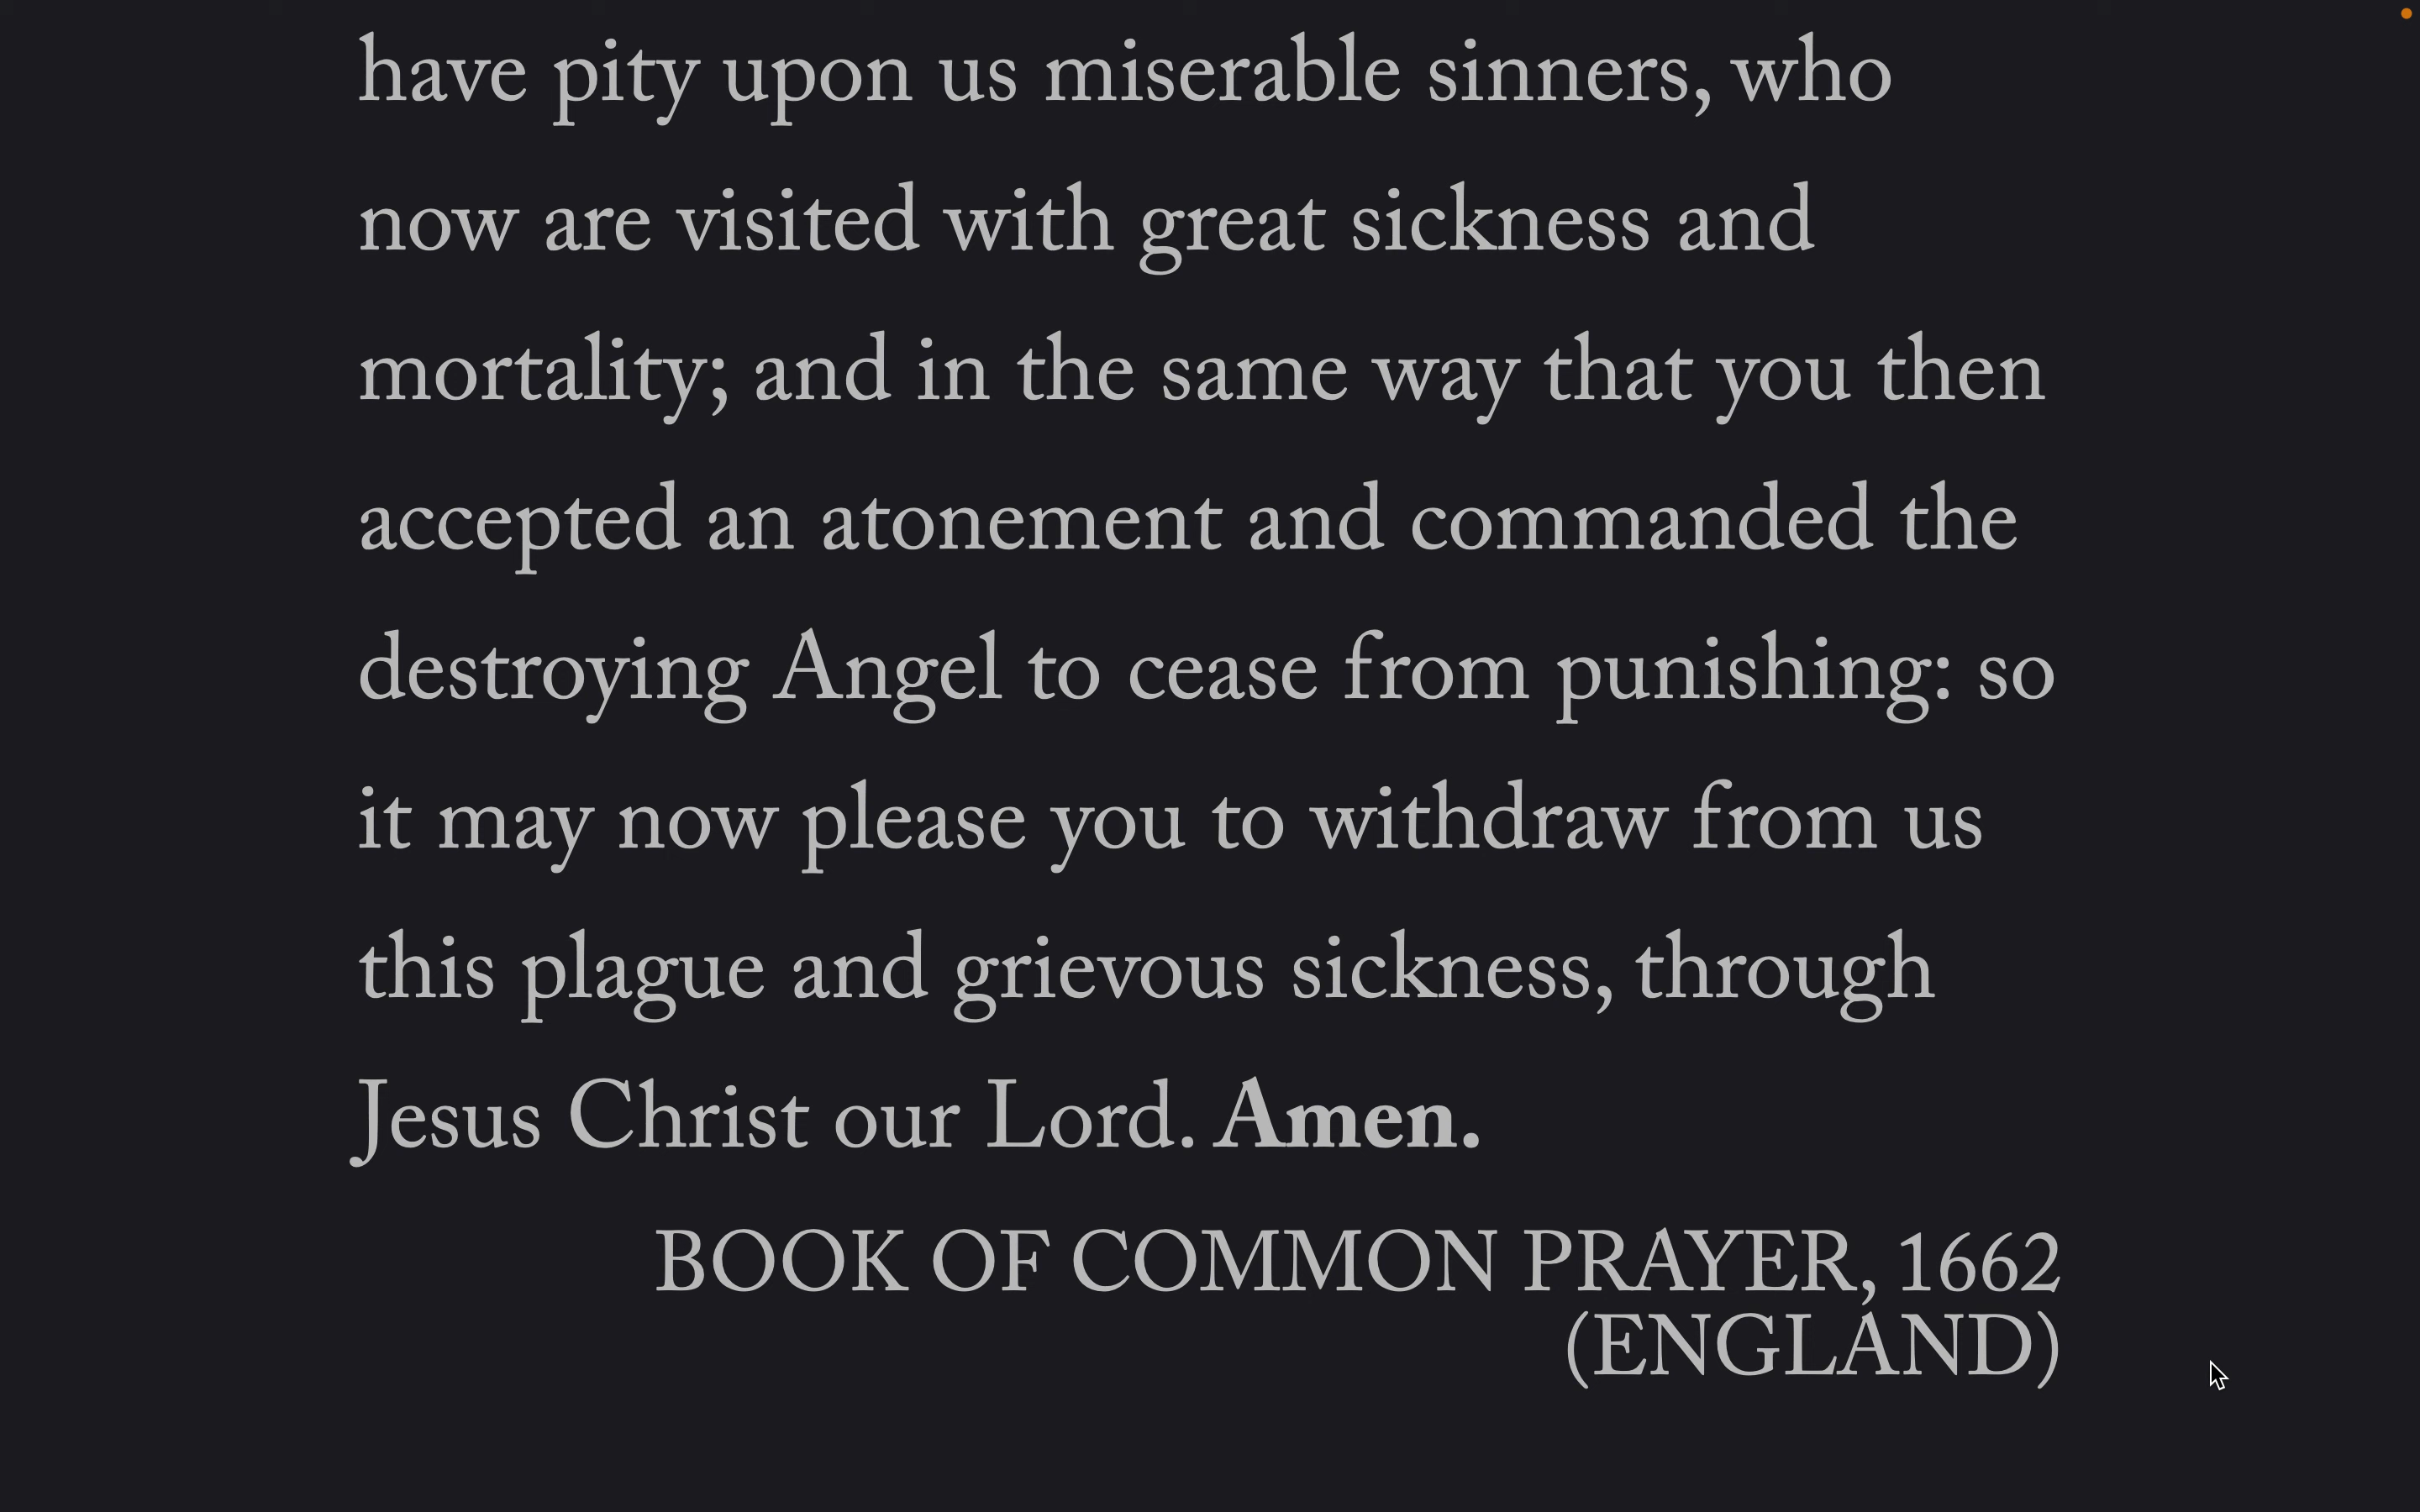 have pity upon us miserable sinners, who
now are visited with great sickness and
mortality; and in the same way that you then
accepted an atonement and commanded the
destroying Angel to cease from punishing: so
it may now please you to withdraw from us
this plague and grievous sickness, through
Jesus Christ our Lord. Amen.
BOOK OF COMMON PRAYER, 1662
(ENGLAND)